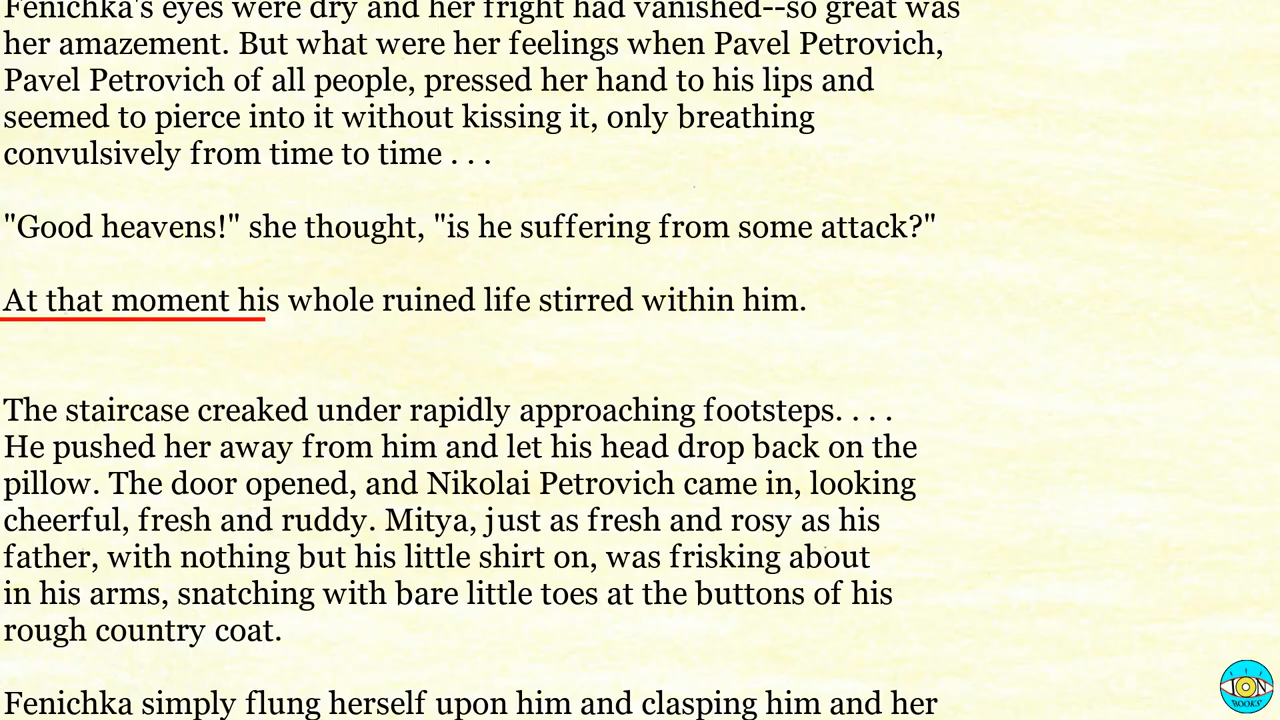 Fenichka's eyes were dry and her fright had vanished--so great was
her amazement. But what were her feelings when Pavel Petrovich,
Pavel Petrovich of all people, pressed her hand to his lips and
seemed to pierce into it without kissing it, only breathing
convulsively from time to time . . .
"Good heavens!" she thought, "is he suffering from some attack?"
At that moment his whole ruined life stirred within him.
The staircase creaked under rapidly approaching footsteps. . . .
He pushed her away from him and let his head drop back on the
pillow. The door opened, and Nikolai Petrovich came in, looking
cheerful, fresh and ruddy. Mitya, just as fresh and rosy as his
father, with nothing but his little shirt on, was frisking about
in his arms, snatching with bare little toes at the buttons of his
rough country coat.
Fenichka simply flung herself upon him and clasping him and her
ION
BOOKS